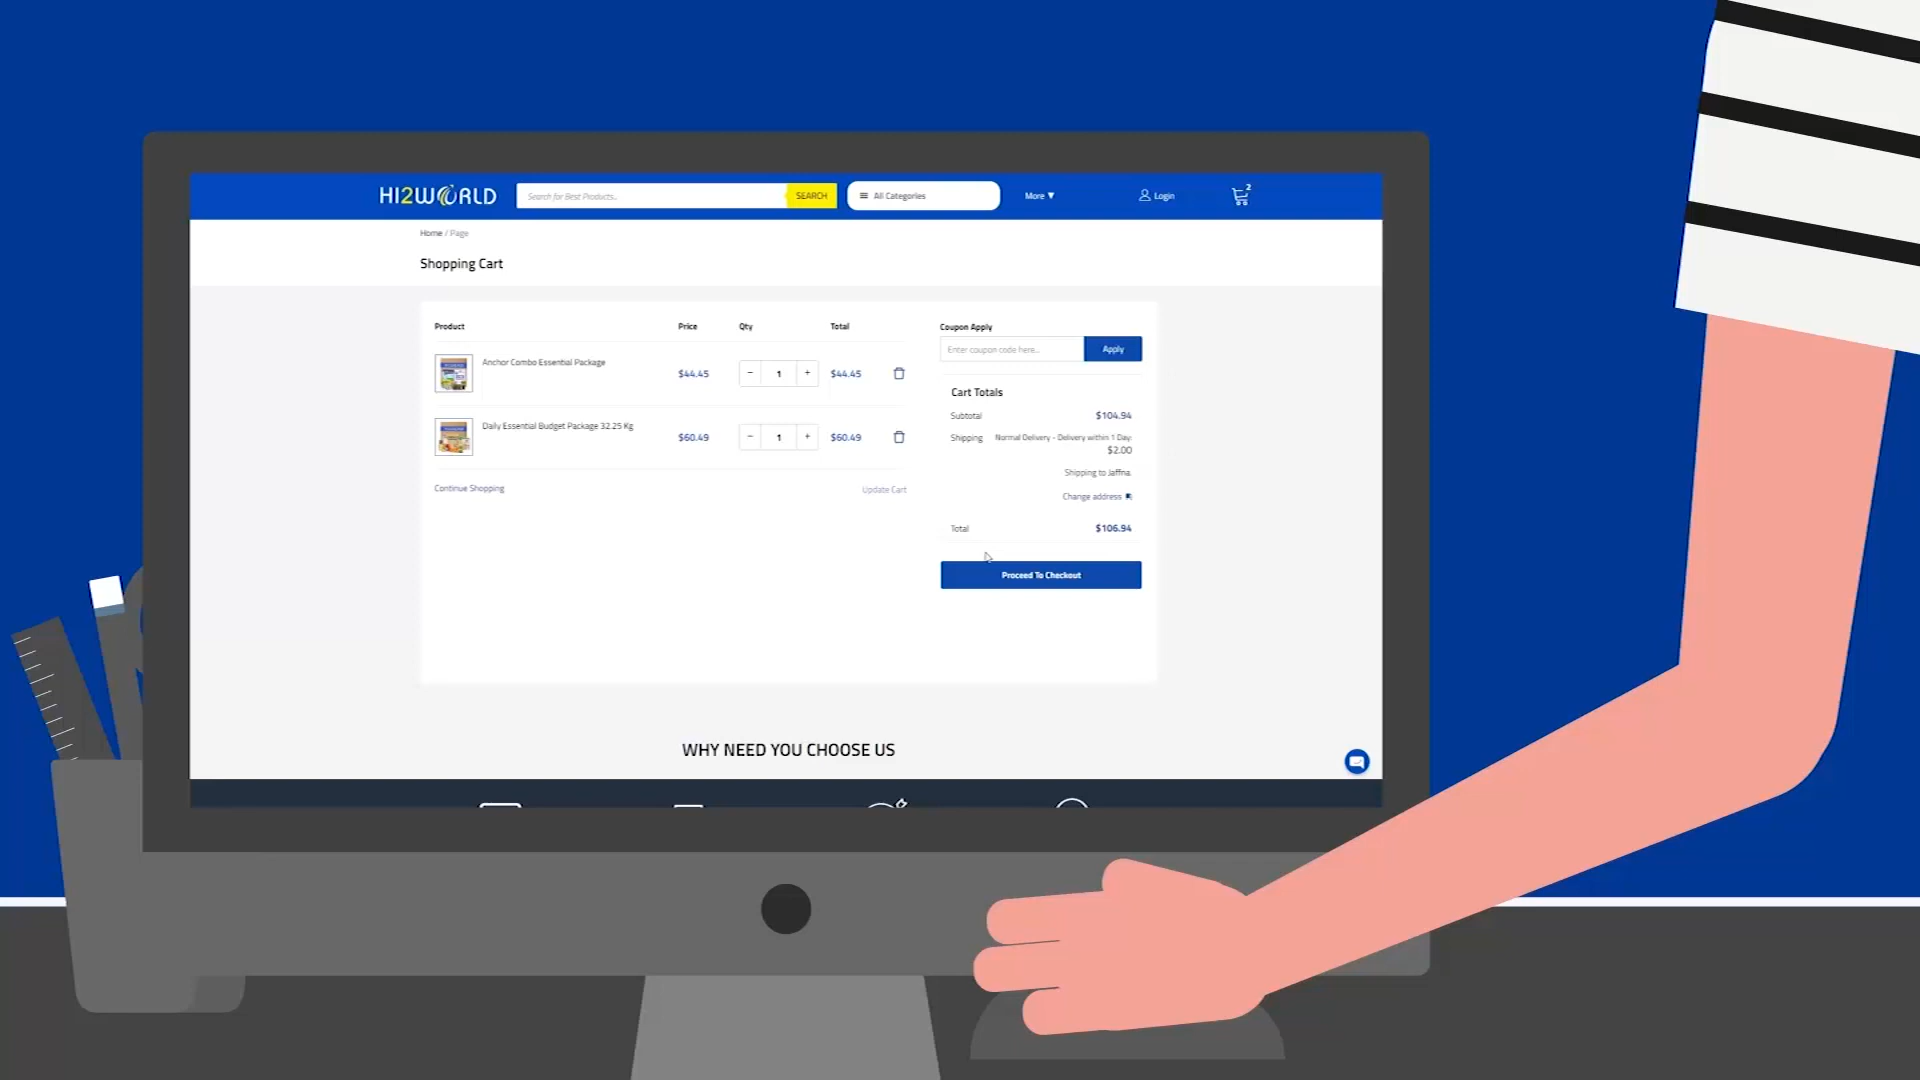 HI2WORLD Search for Best Products.. SEARCH All Categories More ▼ Login 2
Home / Page
Shopping Cart
Product Price Qty Total
Anchor Combo Essential Package
$44.45 − 1 + $44.45
Daily Essential Budget Package 32.25 Kg
$60.49 − 1 + $60.49
Continue Shopping Update Cart
Coupon Apply
Enter coupon code here... Apply
Cart Totals
Subtotal $104.94
Shipping Normal Delivery - Delivery within 1 Day:
$2.00
Shipping to Jaffna.
Change address
Total $106.94
Proceed To Checkout
WHY NEED YOU CHOOSE US